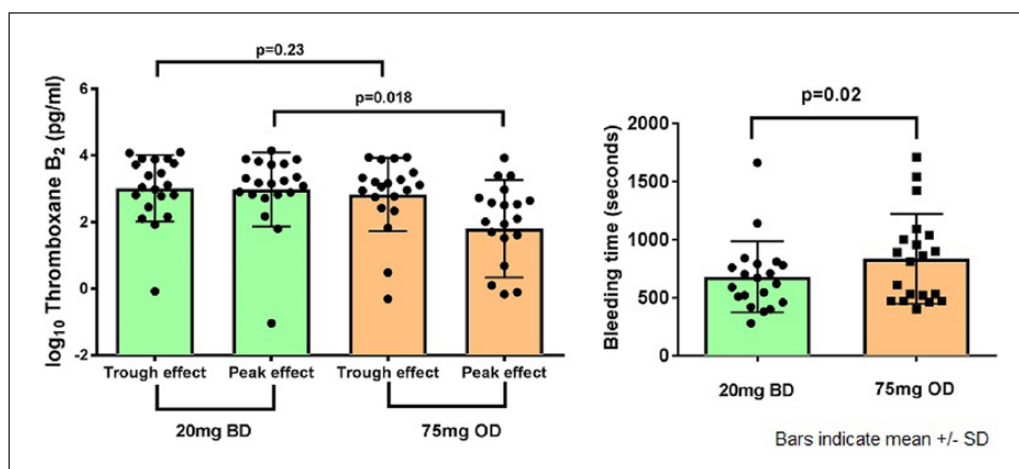 p=0.23
p=0.018
log10 Thromboxane B2 (pg/ml)
6
4
2
0
-2
Trough effect Peak effect Trough effect Peak effect
20mg BD 75mg OD
p=0.02
Bleeding time (seconds)
2000
1500
1000
500
0
20mg BD 75mg OD
Bars indicate mean +/- SD